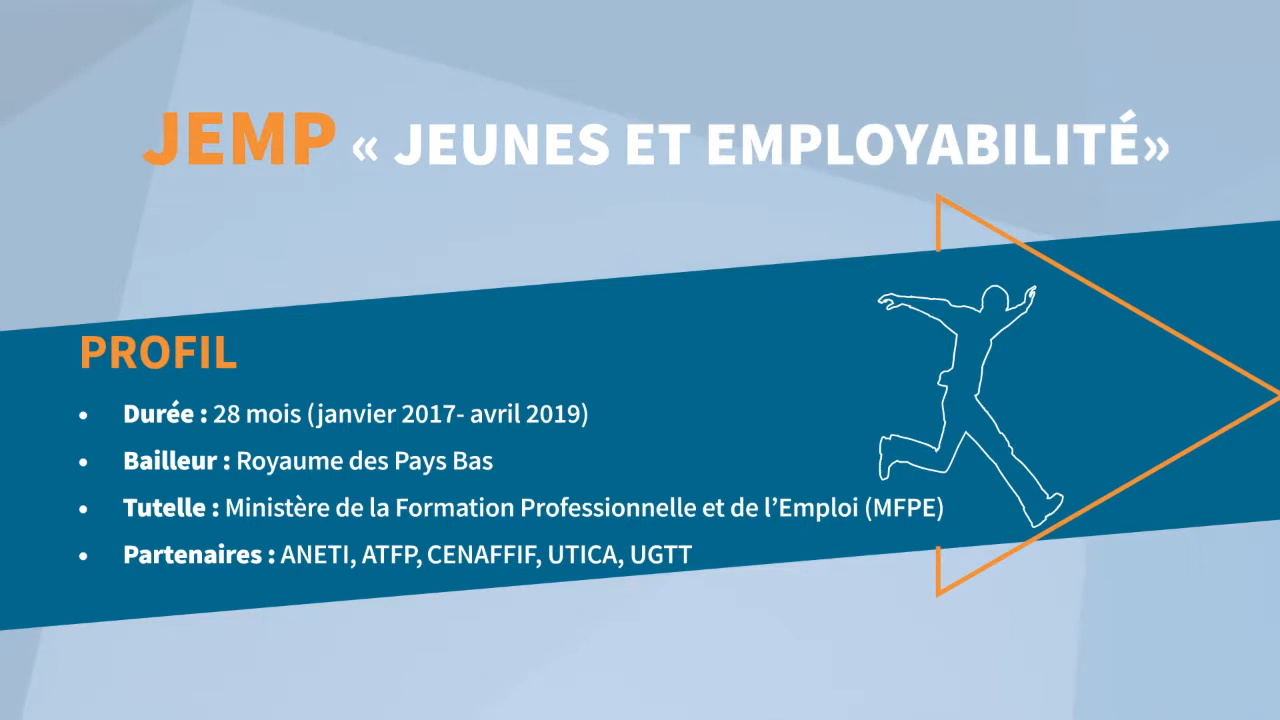 JEMP « JEUNES ET EMPLOYABILITÉ»
PROFIL
• Durée : 28 mois (janvier 2017- avril 2019)
• Bailleur : Royaume des Pays Bas
• Tutelle : Ministère de la Formation Professionnelle et de l’Emploi (MFPE)
• Partenaires : ANETI, ATFP, CENAFFIF, UTICA, UGTT